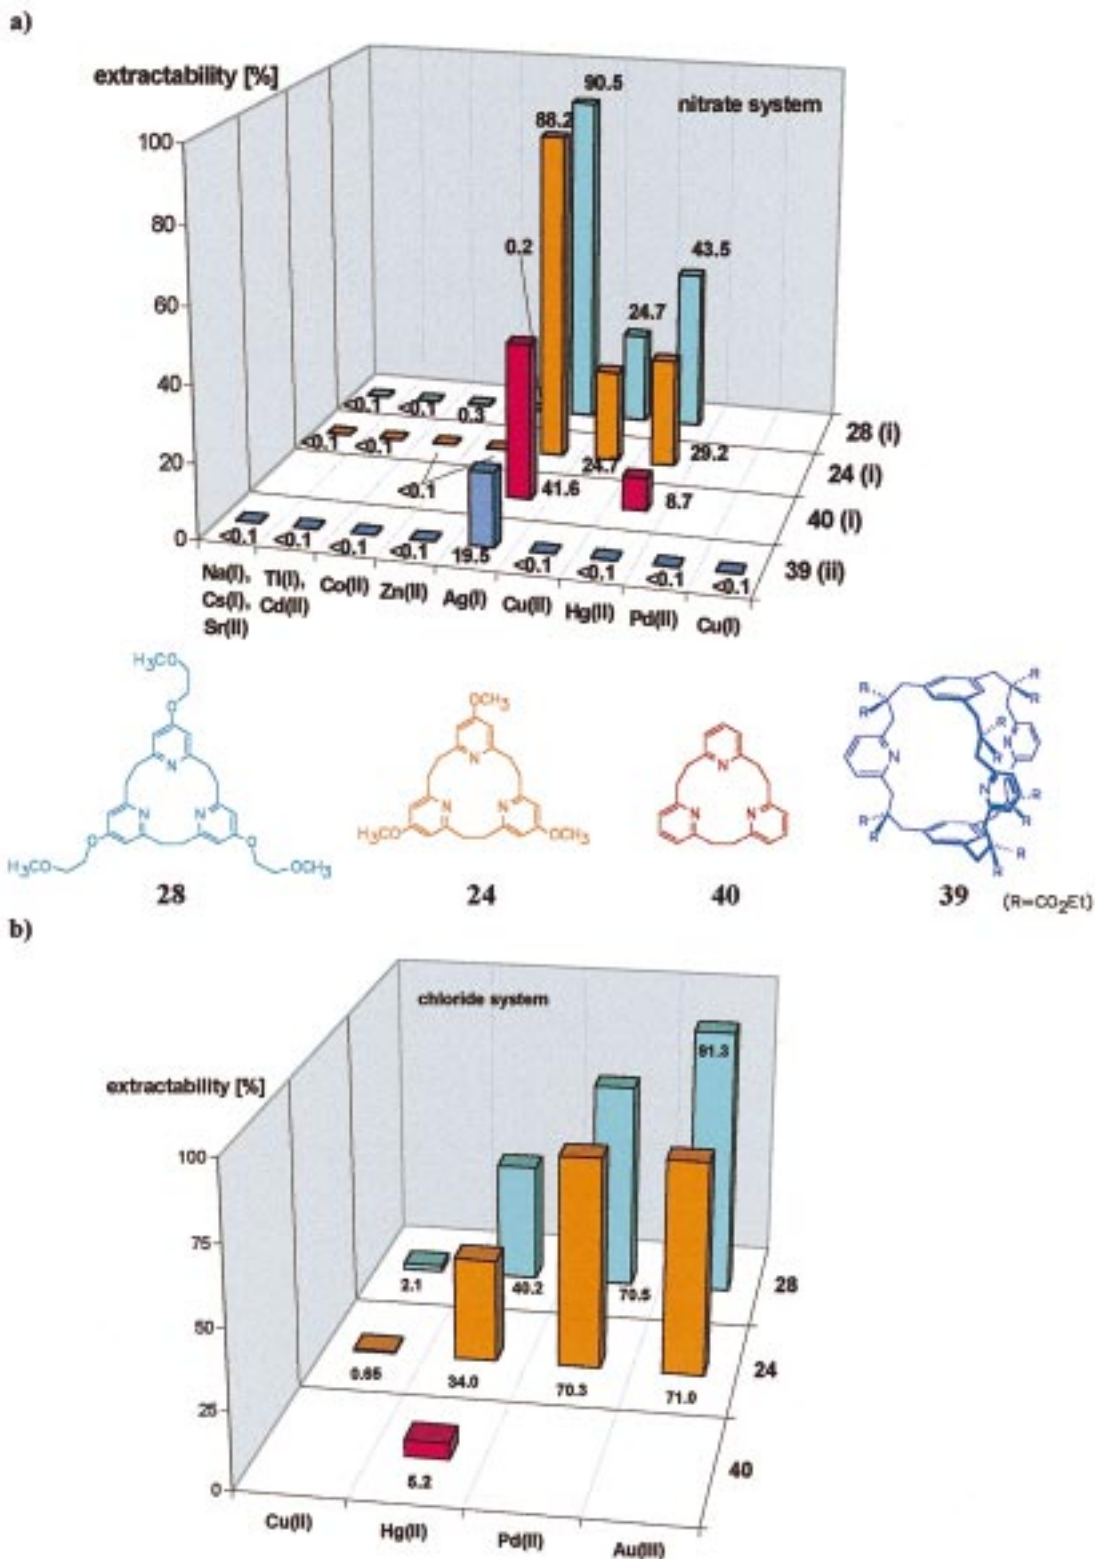 a)
extractability [%]
nitrate system
100
80
60
40
20
0
90.5
88.2
0.2
43.5
24.7
<0.1
<0.1
0.3
<0.1
<0.1
<0.1
24.7
29.2
41.6
8.7
<0.1
<0.1
<0.1
<0.1
19.5
<0.1
<0.1
<0.1
<0.1
28 (i)
24 (i)
40 (i)
39 (ii)
Na(I), Tl(I), Co(II) Zn(II) Ag(I) Cu(II) Hg(II) Pd(II) Cu(I)
Cs(I), Cd(II)
Sr(II)
H3CO
O
N
N N
H3CO O O OCH3
28
OCH3
N
N N
H3CO OCH3
24
N
N N
40
R R
R R
R
N R N
N
R R
R R
R R
39 (R=CO2Et)
b)
chloride system
extractability [%]
100
75
50
25
0
91.3
2.1 40.2 70.5
0.65 34.0 70.3 71.0
5.2
28
24
40
Cu(II) Hg(II) Pd(II) Au(III)